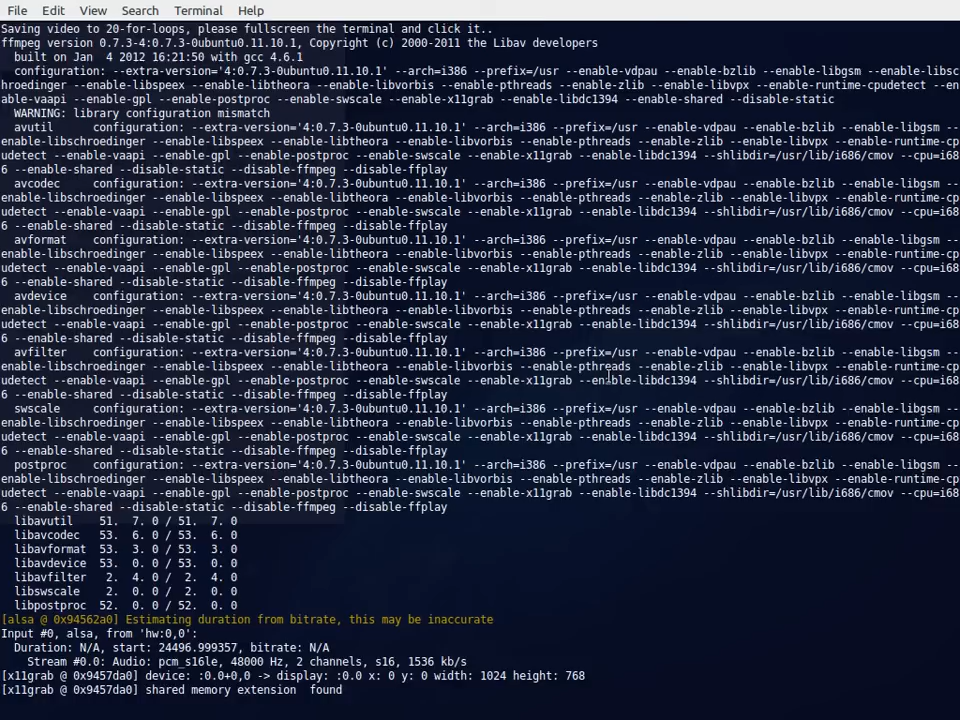 File Edit View Search Terminal Help
Saving video to 20-for-loops, please fullscreen the terminal and click it..
ffmpeg version 0.7.3-4:0.7.3-0ubuntu0.11.10.1, Copyright (c) 2000-2011 the Libav developers
  built on Jan  4 2012 16:21:50 with gcc 4.6.1
  configuration: --extra-version='4:0.7.3-0ubuntu0.11.10.1' --arch=i386 --prefix=/usr --enable-vdpau --enable-bzlib --enable-libgsm --enable-libsc
hroedinger --enable-libspeex --enable-libtheora --enable-libvorbis --enable-pthreads --enable-zlib --enable-libvpx --enable-runtime-cpudetect --en
able-vaapi --enable-gpl --enable-postproc --enable-swscale --enable-x11grab --enable-libdc1394 --enable-shared --disable-static
  WARNING: library configuration mismatch
  avutil      configuration: --extra-version='4:0.7.3-0ubuntu0.11.10.1' --arch=i386 --prefix=/usr --enable-vdpau --enable-bzlib --enable-libgsm --
enable-libschroedinger --enable-libspeex --enable-libtheora --enable-libvorbis --enable-pthreads --enable-zlib --enable-libvpx --enable-runtime-cp
udetect --enable-vaapi --enable-gpl --enable-postproc --enable-swscale --enable-x11grab --enable-libdc1394 --shlibdir=/usr/lib/i686/cmov --cpu=i68
6 --enable-shared --disable-static --disable-ffmpeg --disable-ffplay
  avcodec     configuration: --extra-version='4:0.7.3-0ubuntu0.11.10.1' --arch=i386 --prefix=/usr --enable-vdpau --enable-bzlib --enable-libgsm --
enable-libschroedinger --enable-libspeex --enable-libtheora --enable-libvorbis --enable-pthreads --enable-zlib --enable-libvpx --enable-runtime-cp
udetect --enable-vaapi --enable-gpl --enable-postproc --enable-swscale --enable-x11grab --enable-libdc1394 --shlibdir=/usr/lib/i686/cmov --cpu=i68
6 --enable-shared --disable-static --disable-ffmpeg --disable-ffplay
  avformat    configuration: --extra-version='4:0.7.3-0ubuntu0.11.10.1' --arch=i386 --prefix=/usr --enable-vdpau --enable-bzlib --enable-libgsm --
enable-libschroedinger --enable-libspeex --enable-libtheora --enable-libvorbis --enable-pthreads --enable-zlib --enable-libvpx --enable-runtime-cp
udetect --enable-vaapi --enable-gpl --enable-postproc --enable-swscale --enable-x11grab --enable-libdc1394 --shlibdir=/usr/lib/i686/cmov --cpu=i68
6 --enable-shared --disable-static --disable-ffmpeg --disable-ffplay
  avdevice    configuration: --extra-version='4:0.7.3-0ubuntu0.11.10.1' --arch=i386 --prefix=/usr --enable-vdpau --enable-bzlib --enable-libgsm --
enable-libschroedinger --enable-libspeex --enable-libtheora --enable-libvorbis --enable-pthreads --enable-zlib --enable-libvpx --enable-runtime-cp
udetect --enable-vaapi --enable-gpl --enable-postproc --enable-swscale --enable-x11grab --enable-libdc1394 --shlibdir=/usr/lib/i686/cmov --cpu=i68
6 --enable-shared --disable-static --disable-ffmpeg --disable-ffplay
  avfilter    configuration: --extra-version='4:0.7.3-0ubuntu0.11.10.1' --arch=i386 --prefix=/usr --enable-vdpau --enable-bzlib --enable-libgsm --
enable-libschroedinger --enable-libspeex --enable-libtheora --enable-libvorbis --enable-pthreads --enable-zlib --enable-libvpx --enable-runtime-cp
udetect --enable-vaapi --enable-gpl --enable-postproc --enable-swscale --enable-x11grab --enable-libdc1394 --shlibdir=/usr/lib/i686/cmov --cpu=i68
6 --enable-shared --disable-static --disable-ffmpeg --disable-ffplay
  swscale     configuration: --extra-version='4:0.7.3-0ubuntu0.11.10.1' --arch=i386 --prefix=/usr --enable-vdpau --enable-bzlib --enable-libgsm --
enable-libschroedinger --enable-libspeex --enable-libtheora --enable-libvorbis --enable-pthreads --enable-zlib --enable-libvpx --enable-runtime-cp
udetect --enable-vaapi --enable-gpl --enable-postproc --enable-swscale --enable-x11grab --enable-libdc1394 --shlibdir=/usr/lib/i686/cmov --cpu=i68
6 --enable-shared --disable-static --disable-ffmpeg --disable-ffplay
  postproc    configuration: --extra-version='4:0.7.3-0ubuntu0.11.10.1' --arch=i386 --prefix=/usr --enable-vdpau --enable-bzlib --enable-libgsm --
enable-libschroedinger --enable-libspeex --enable-libtheora --enable-libvorbis --enable-pthreads --enable-zlib --enable-libvpx --enable-runtime-cp
udetect --enable-vaapi --enable-gpl --enable-postproc --enable-swscale --enable-x11grab --enable-libdc1394 --shlibdir=/usr/lib/i686/cmov --cpu=i68
6 --enable-shared --disable-static --disable-ffmpeg --disable-ffplay
  libavutil    51.  7. 0 / 51.  7. 0
  libavcodec   53.  6. 0 / 53.  6. 0
  libavformat  53.  3. 0 / 53.  3. 0
  libavdevice  53.  0. 0 / 53.  0. 0
  libavfilter   2.  4. 0 /  2.  4. 0
  libswscale    2.  0. 0 /  2.  0. 0
  libpostproc  52.  0. 0 / 52.  0. 0
[alsa @ 0x94562a0] Estimating duration from bitrate, this may be inaccurate
Input #0, alsa, from 'hw:0,0':
  Duration: N/A, start: 24496.999357, bitrate: N/A
    Stream #0.0: Audio: pcm_s16le, 48000 Hz, 2 channels, s16, 1536 kb/s
[x11grab @ 0x9457da0] device: :0.0+0,0 -> display: :0.0 x: 0 y: 0 width: 1024 height: 768
[x11grab @ 0x9457da0] shared memory extension  found